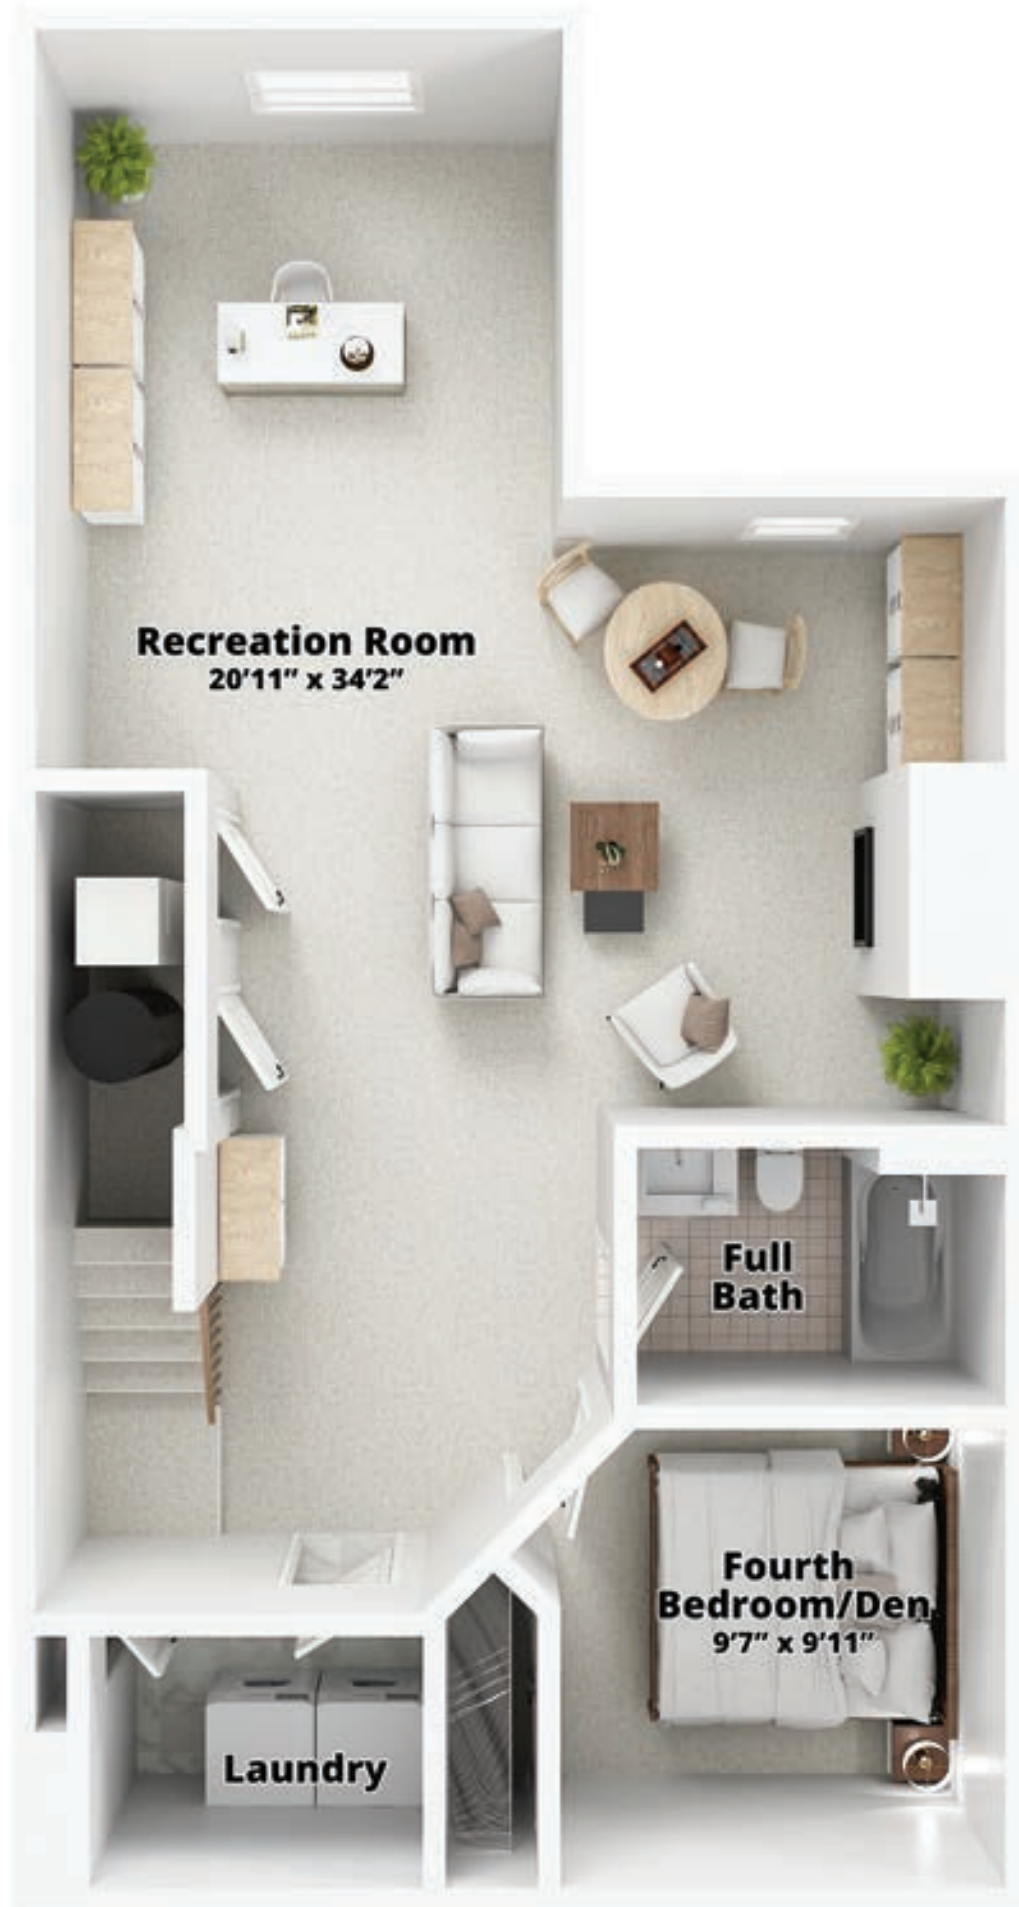 Recreation Room
20’11” x 34’2”
Full
Bath
Fourth
Bedroom/Den
9’7” x 9’11”
Laundry